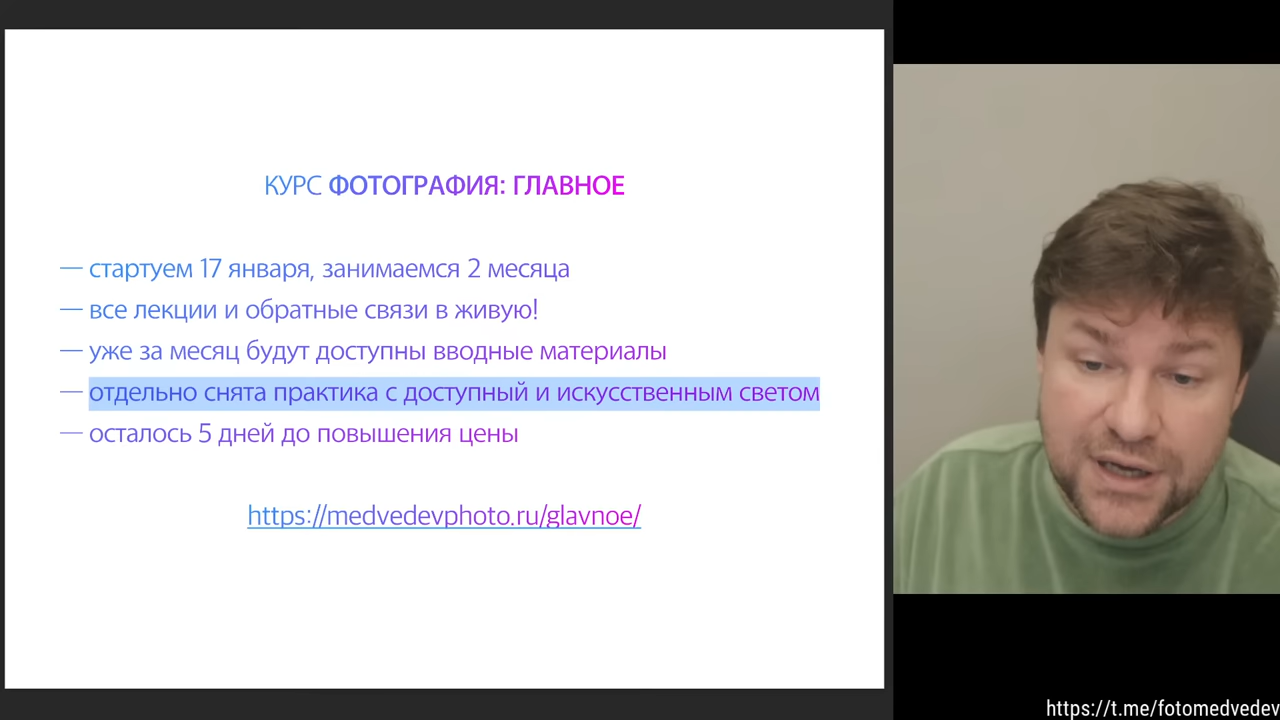 КУРС ФОТОГРАФИЯ: ГЛАВНОЕ
— стартуем 17 января, занимаемся 2 месяца
— все лекции и обратные связи в живую!
— уже за месяц будут доступны вводные материалы
— отдельно снята практика с доступный и искусственным светом
— осталось 5 дней до повышения цены
https://medvedevphoto.ru/glavnoe/
https://t.me/fotomedvedev